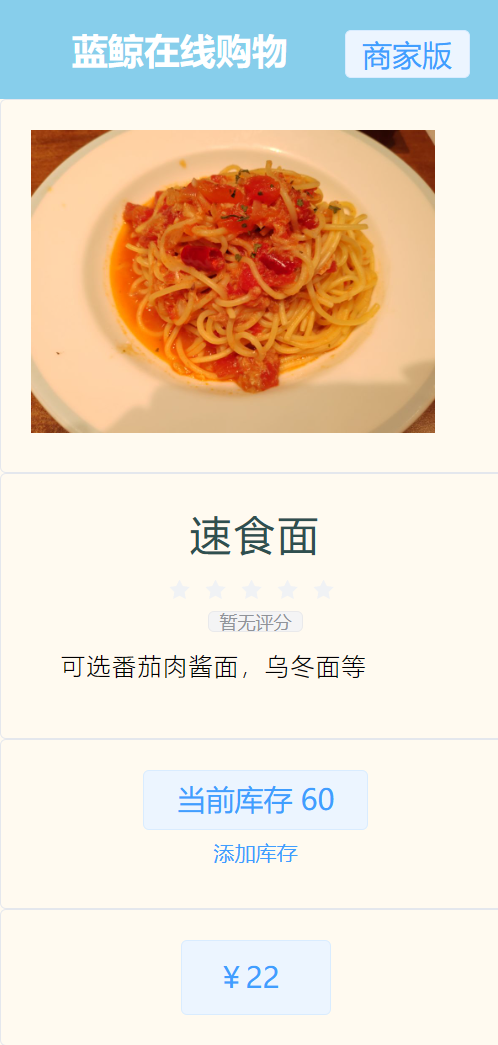 蓝鲸在线购物
商家版
速食面
暂无评分
可选番茄肉酱面，乌冬面等
当前库存 60
添加库存
¥ 22